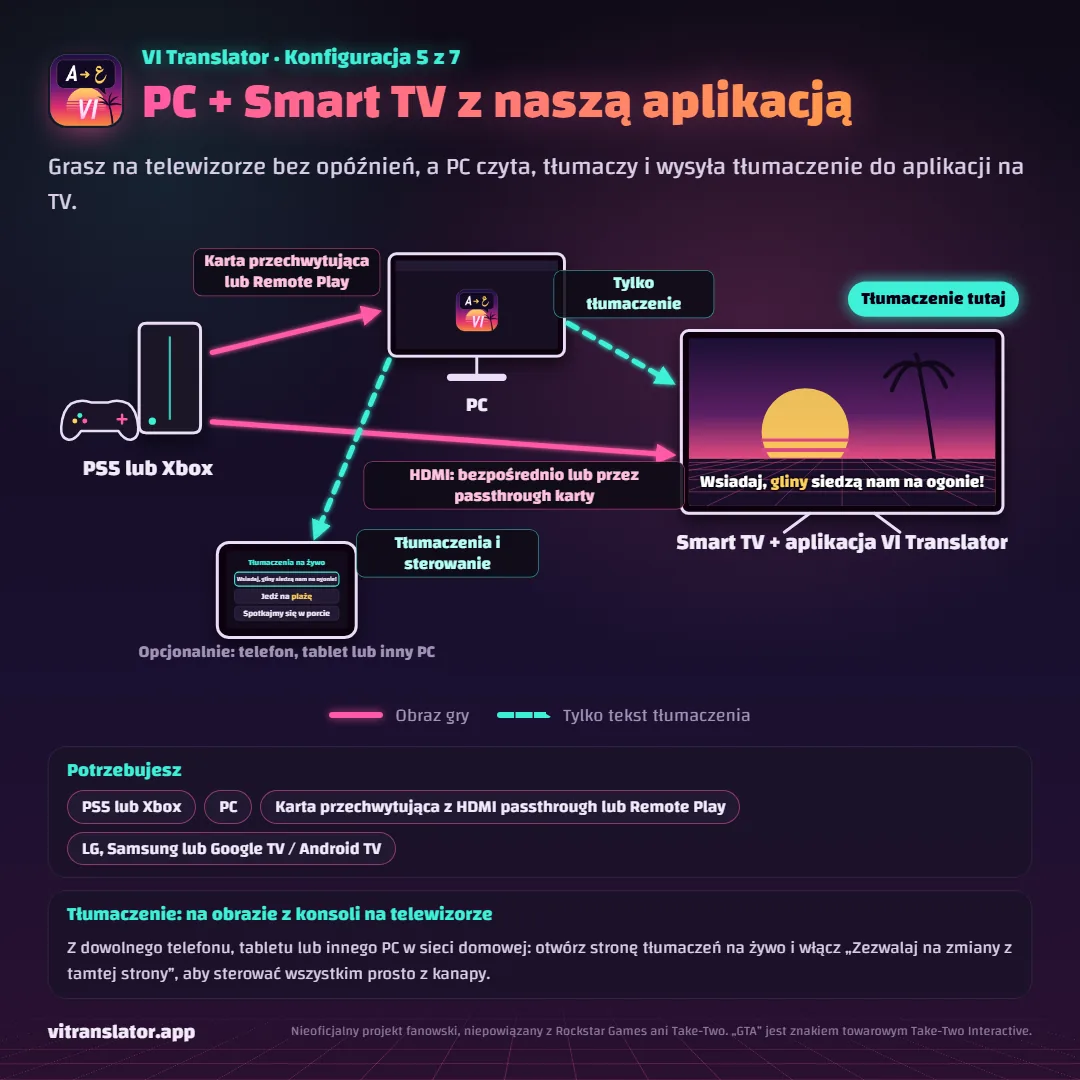 A→ع
VI
VI Translator · Konfiguracja 5 z 7
PC + Smart TV z naszą aplikacją
Grasz na telewizorze bez opóźnień, a PC czyta, tłumaczy i wysyła tłumaczenie do aplikacji na
TV.
Karta przechwytująca
lub Remote Play
A→ع
VI
Tylko
tłumaczenie
Tłumaczenie tutaj
PC
PS5 lub Xbox
HDMI: bezpośrednio lub przez
passthrough karty
Wsiadaj, gliny siedzą nam na ogonie!
Smart TV + aplikacja VI Translator
Tłumaczenia i
sterowanie
Tłumaczenia na żywo
Wsiadaj, gliny siedzą nam na ogonie!
Jedź na plażę
Spotkajmy się w porcie
Opcjonalnie: telefon, tablet lub inny PC
Obraz gry
Tylko tekst tłumaczenia
Potrzebujesz
PS5 lub Xbox
PC
Karta przechwytująca z HDMI passthrough lub Remote Play
LG, Samsung lub Google TV / Android TV
Tłumaczenie: na obrazie z konsoli na telewizorze
Z dowolnego telefonu, tabletu lub innego PC w sieci domowej: otwórz stronę tłumaczeń na żywo i włącz „Zezwalaj na zmiany z
tamtej strony”, aby sterować wszystkim prosto z kanapy.
vitranslator.app
Nieoficjalny projekt fanowski, niepowiązany z Rockstar Games ani Take-Two. „GTA” jest znakiem towarowym Take-Two Interactive.